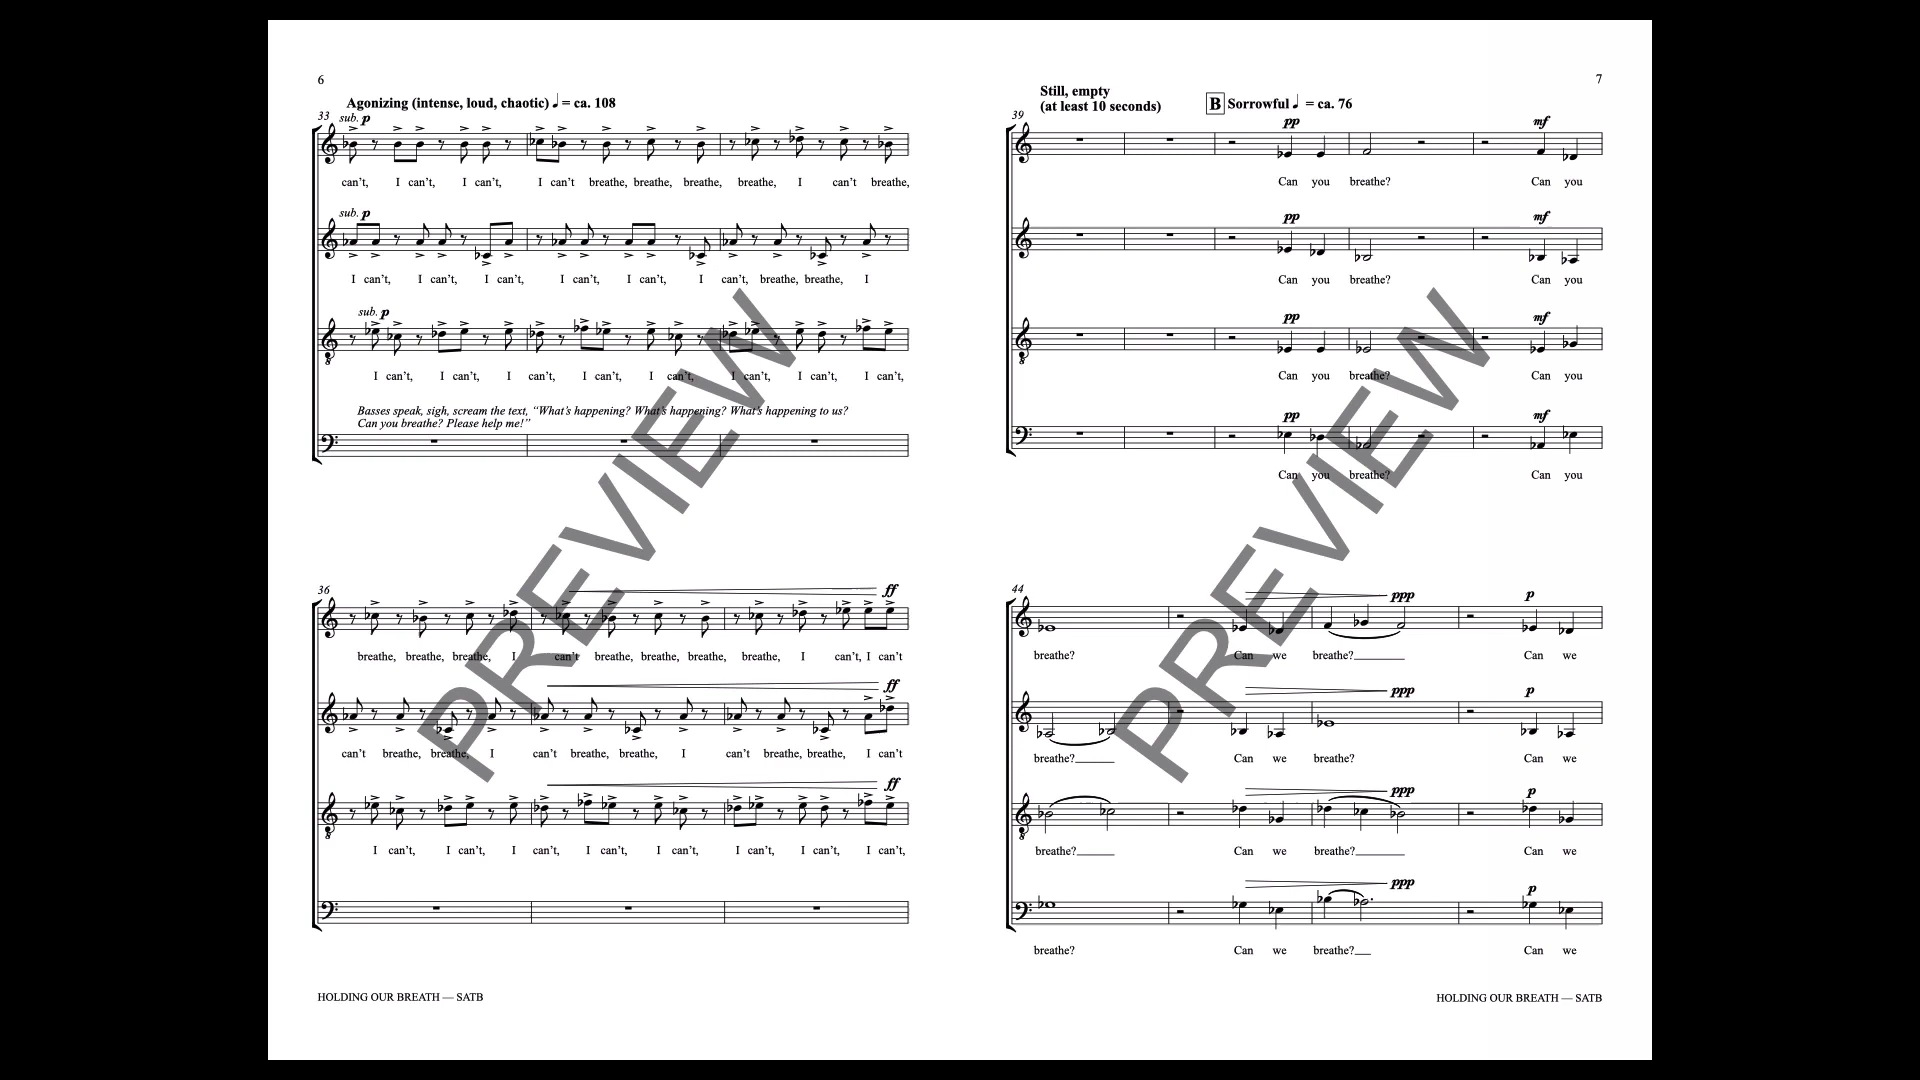 6
Agonizing (intense, loud, chaotic) ♩ = ca. 108
33 sub. p
can't, I can't, I can't, I can't breathe, breathe, breathe, breathe, I can't breathe,
sub. p
I can't, I can't, I can't, I can't, I can't, I can't, breathe, breathe, I
sub. p
I can't, I can't, I can't, I can't, I can't, I can't, I can't, I can't,
Basses speak, sigh, scream the text, “What's happening? What's happening? What's happening to us?
Can you breathe? Please help me!”
36 ff
breathe, breathe, breathe, I can't breathe, breathe, breathe, breathe, I can't, I can't
ff
can't breathe, breathe, I can't breathe, breathe, I can't breathe, breathe, I can't
ff
I can't, I can't, I can't, I can't, I can't, I can't, I can't, I can't,
ff
HOLDING OUR BREATH — SATB
PREVIEW
7
Still, empty
(at least 10 seconds)
B Sorrowful ♩ = ca. 76
39 pp mf
Can you breathe? Can you
pp mf
Can you breathe? Can you
pp mf
Can you breathe? Can you
pp mf
Can you breathe? Can you
44 ppp p
breathe? Can we breathe? Can we
ppp p
breathe? Can we breathe? Can we
ppp p
breathe? Can we breathe? Can we
ppp p
breathe? Can we breathe? Can we
HOLDING OUR BREATH — SATB
PREVIEW